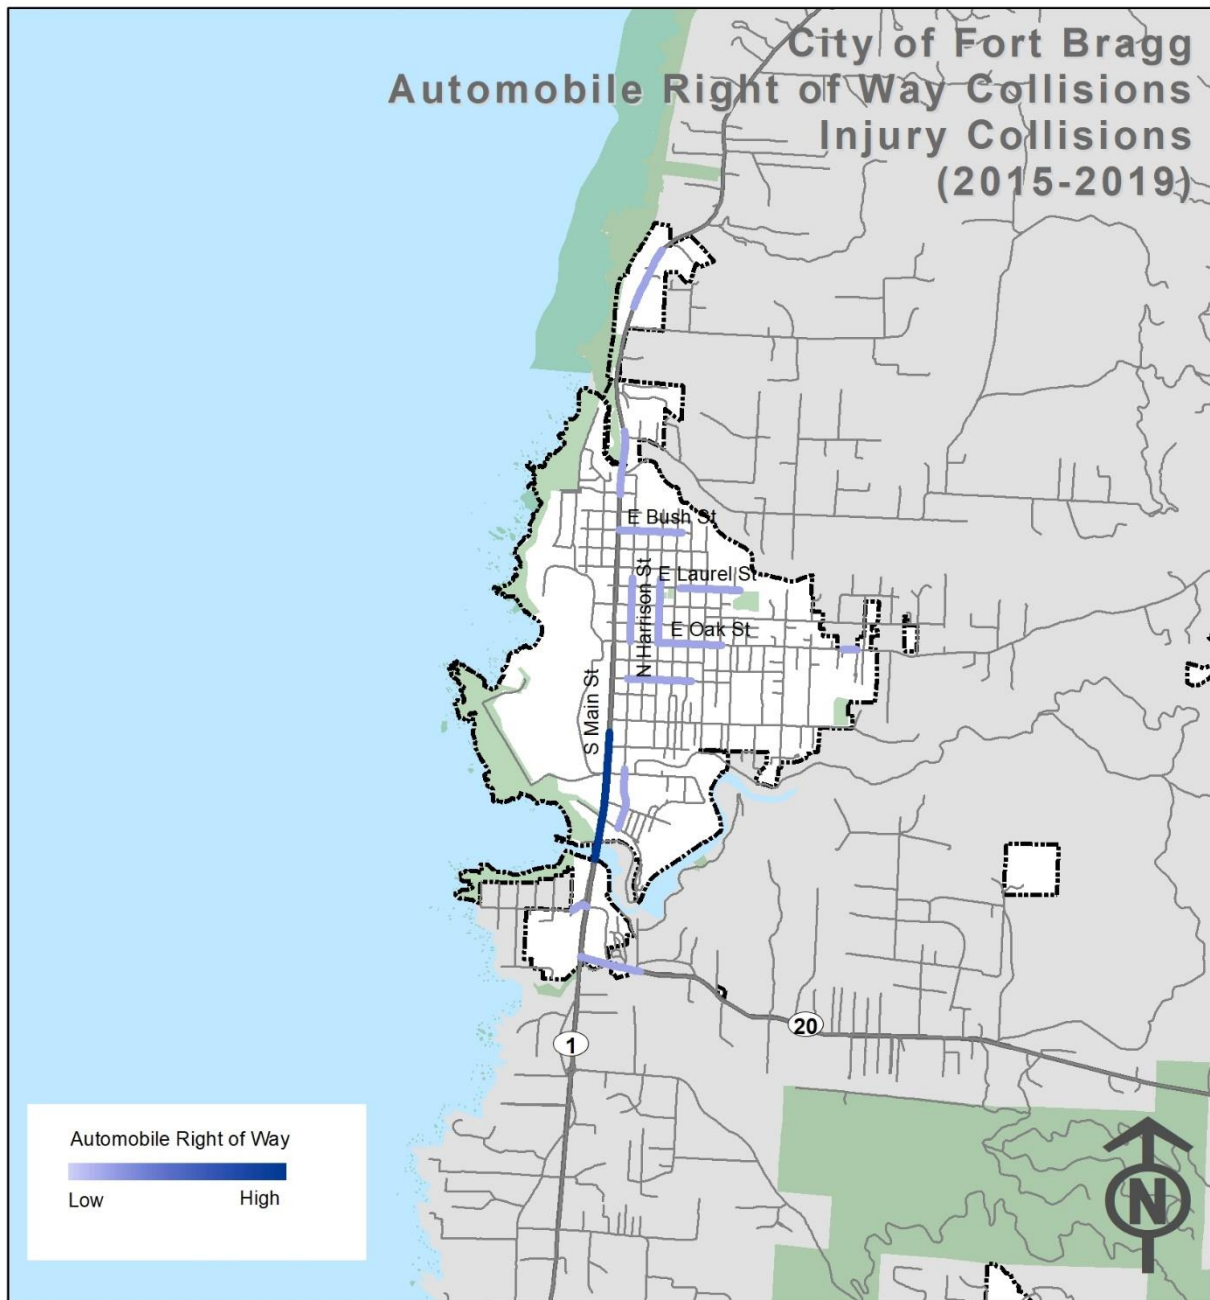 City of Fort Bragg
Automobile Right of Way Collisions
Injury Collisions
(2015-2019)
E Bush St
E Laurel St
N Harrison St
E Oak St
S Main St
20
1
Automobile Right of Way
Low High
N